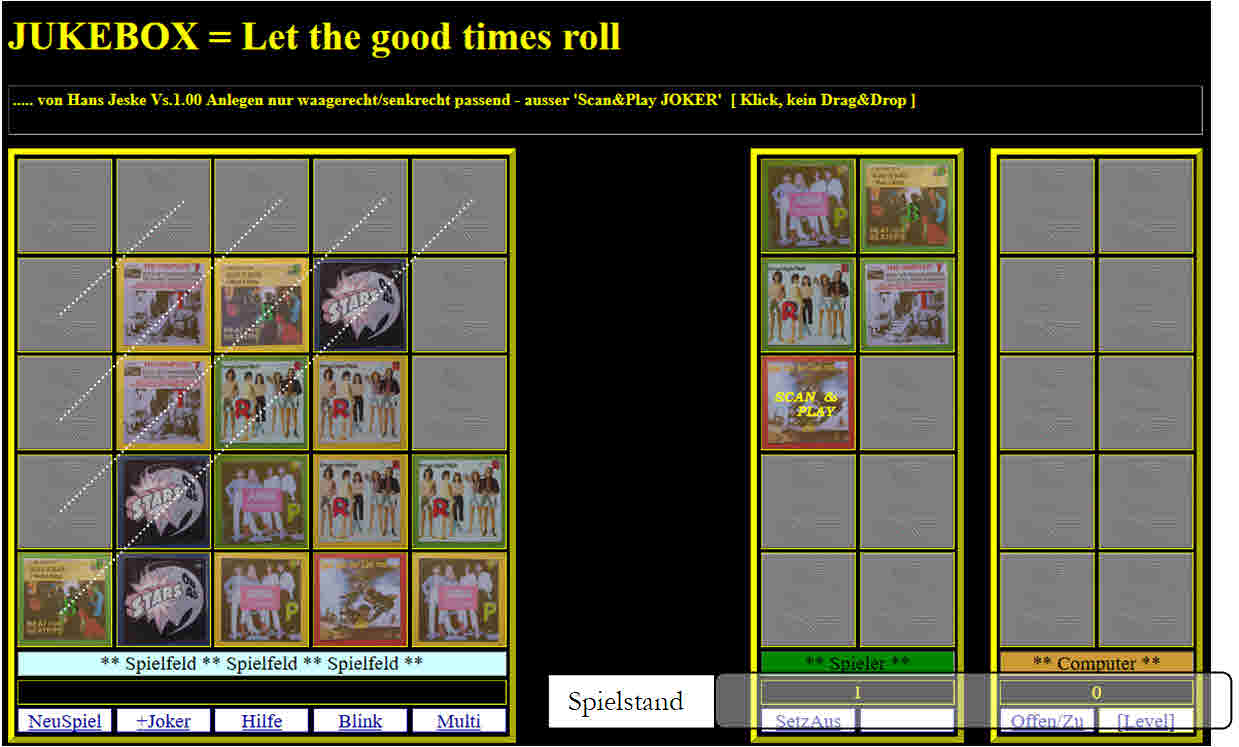 JUKEBOX = Let the good times roll
..... von Hans Jeske Vs.1.00 Anlegen nur waagerecht/senkrecht passend - ausser 'Scan&Play JOKER' [ Klick, kein Drag&Drop ]
STARS
R
T
P
SCAN &
PLAY
** Spielfeld ** Spielfeld ** Spielfeld **
** Spieler **
** Computer **
Spielstand
1
0
NeuSpiel
+Joker
Hilfe
Blink
Multi
SetzAus
Offen/Zu
[Level]